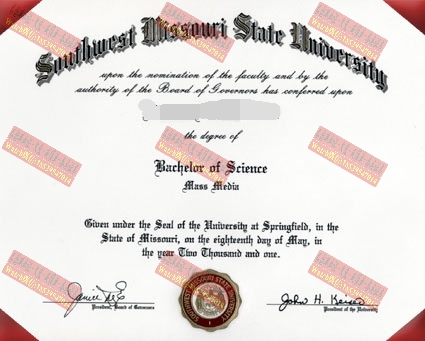 Southwest Missouri State University
upon the nomination of the faculty and by the
authority of the Board of Governors has conferred upon
the degree of
Bachelor of Science
Mass Media
Given under the Seal of the University at Springfield, in the
State of Missouri, on the eighteenth day of May, in
the year Two Thousand and one.
John H. Keiser
President, Board of Governors
President of the University